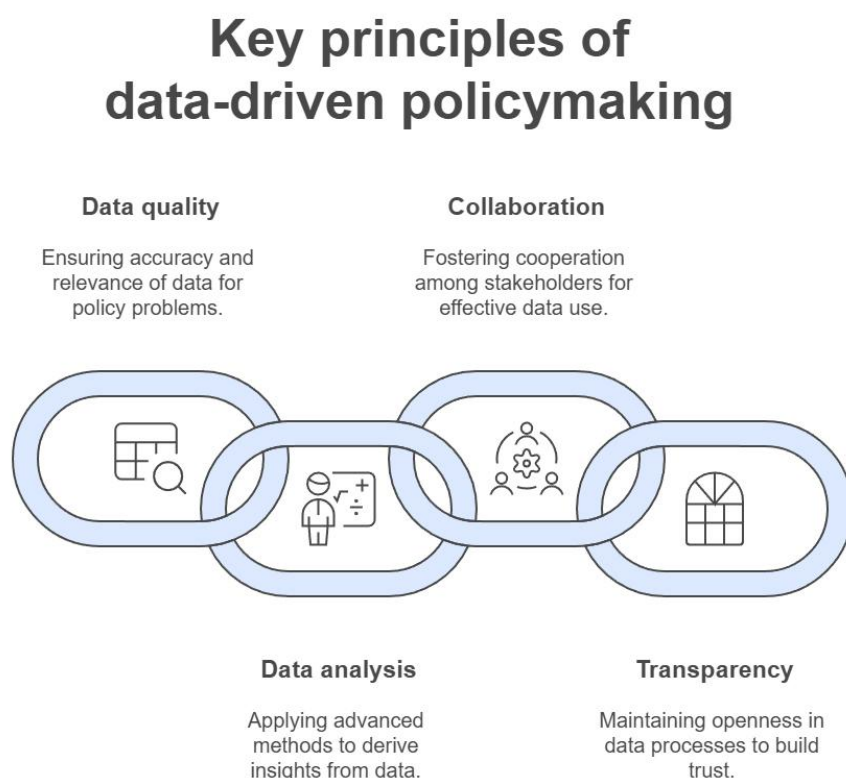 Key principles of
data-driven policymaking
Data quality
Ensuring accuracy and
relevance of data for
policy problems.
Collaboration
Fostering cooperation
among stakeholders for
effective data use.
Data analysis
Applying advanced
methods to derive
insights from data.
Transparency
Maintaining openness in
data processes to build
trust.